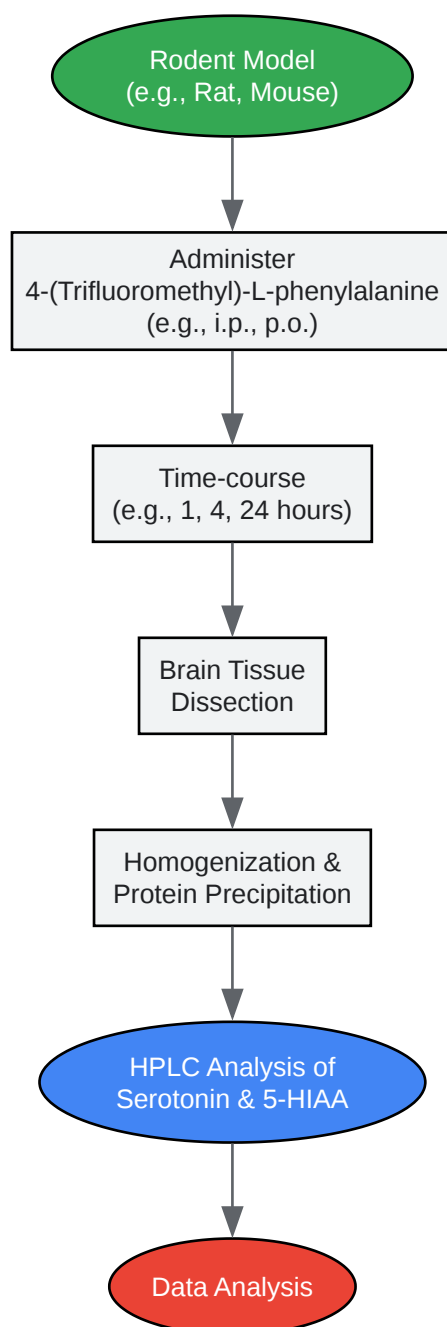 Rodent Model
(e.g., Rat, Mouse)
Administer
4-(Trifluoromethyl)-L-phenylalanine
(e.g., i.p., p.o.)
Time-course
(e.g., 1, 4, 24 hours)
Brain Tissue
Dissection
Homogenization &
Protein Precipitation
HPLC Analysis of
Serotonin & 5-HIAA
Data Analysis